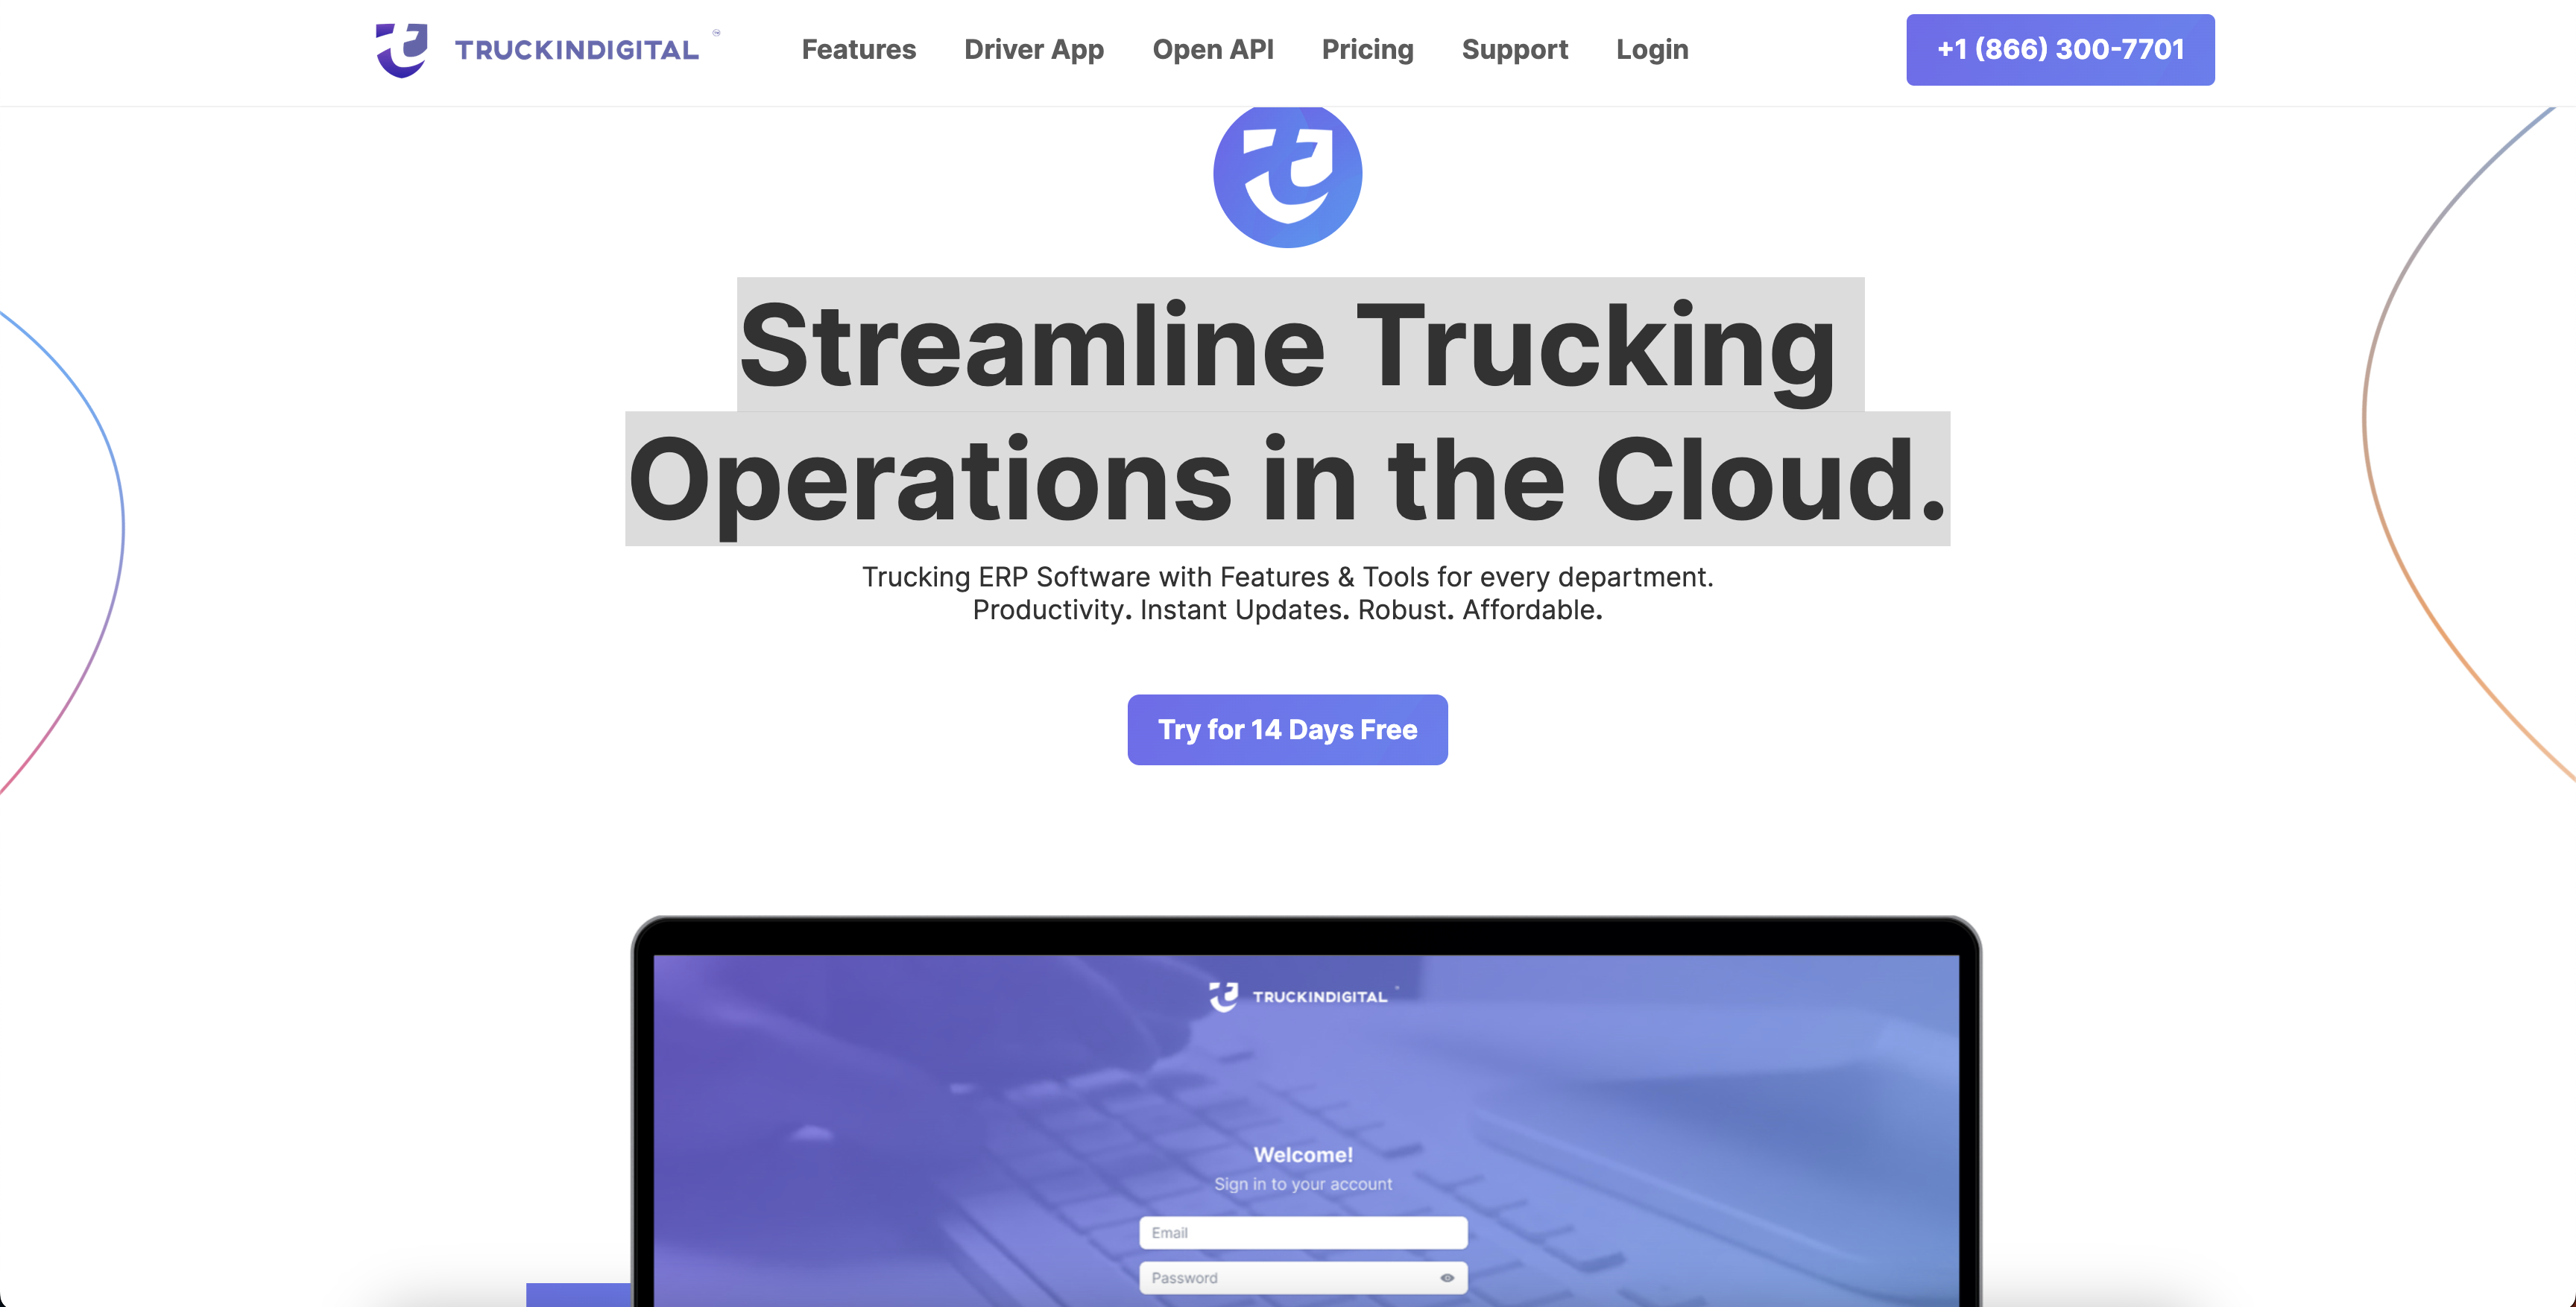 TRUCKINDIGITAL
Features
Driver App
Open API
Pricing
Support
Login
+1 (866) 300-7701
Streamline Trucking
Operations in the Cloud.
Trucking ERP Software with Features & Tools for every department.
Productivity. Instant Updates. Robust. Affordable.
Try for 14 Days Free
TRUCKINDIGITAL
Welcome!
Sign in to your account
Email
Password